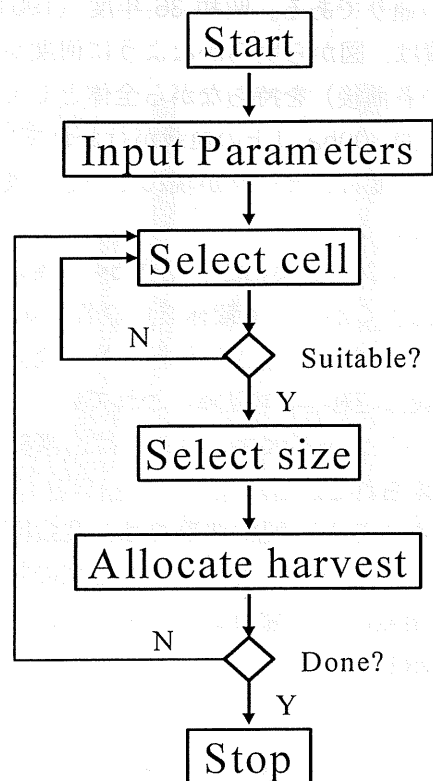 Start
Input Parameters
Select cell
N
Suitable?
Y
Select size
Allocate harvest
N
Done?
Y
Stop